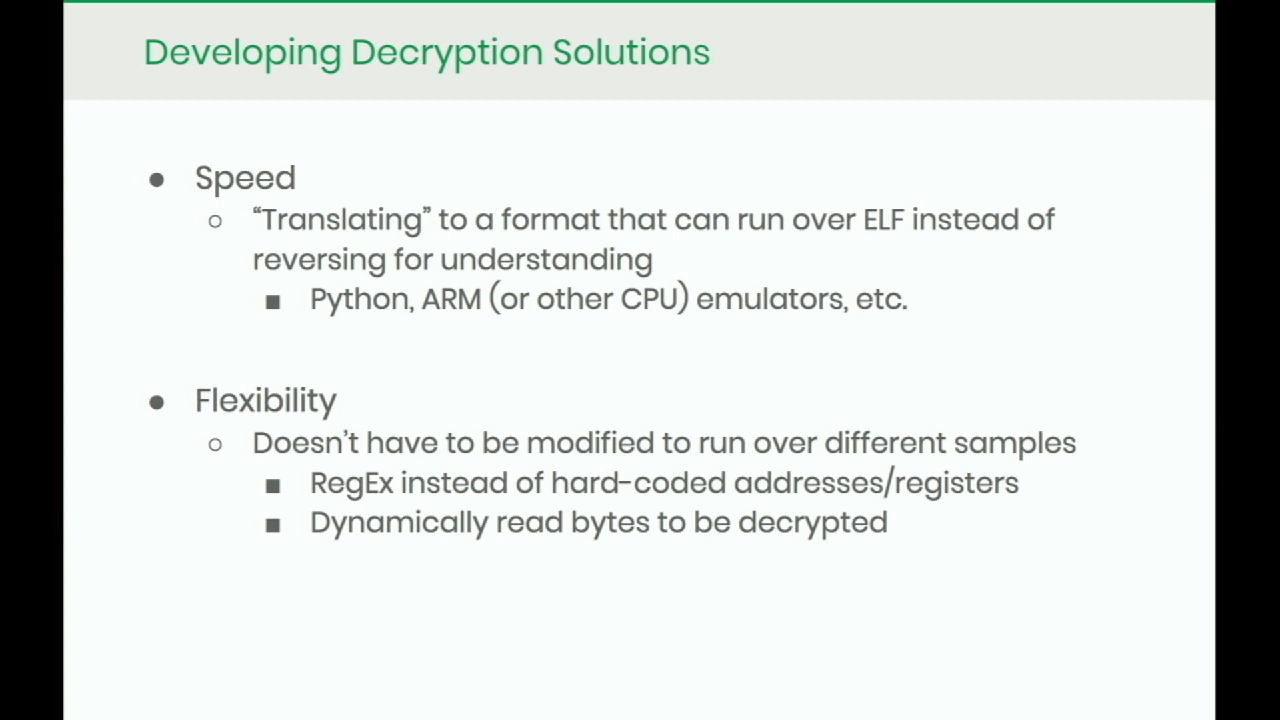 Developing Decryption Solutions
● Speed
○ “Translating” to a format that can run over ELF instead of
reversing for understanding
■ Python, ARM (or other CPU) emulators, etc.
● Flexibility
○ Doesn’t have to be modified to run over different samples
■ RegEx instead of hard-coded addresses/registers
■ Dynamically read bytes to be decrypted